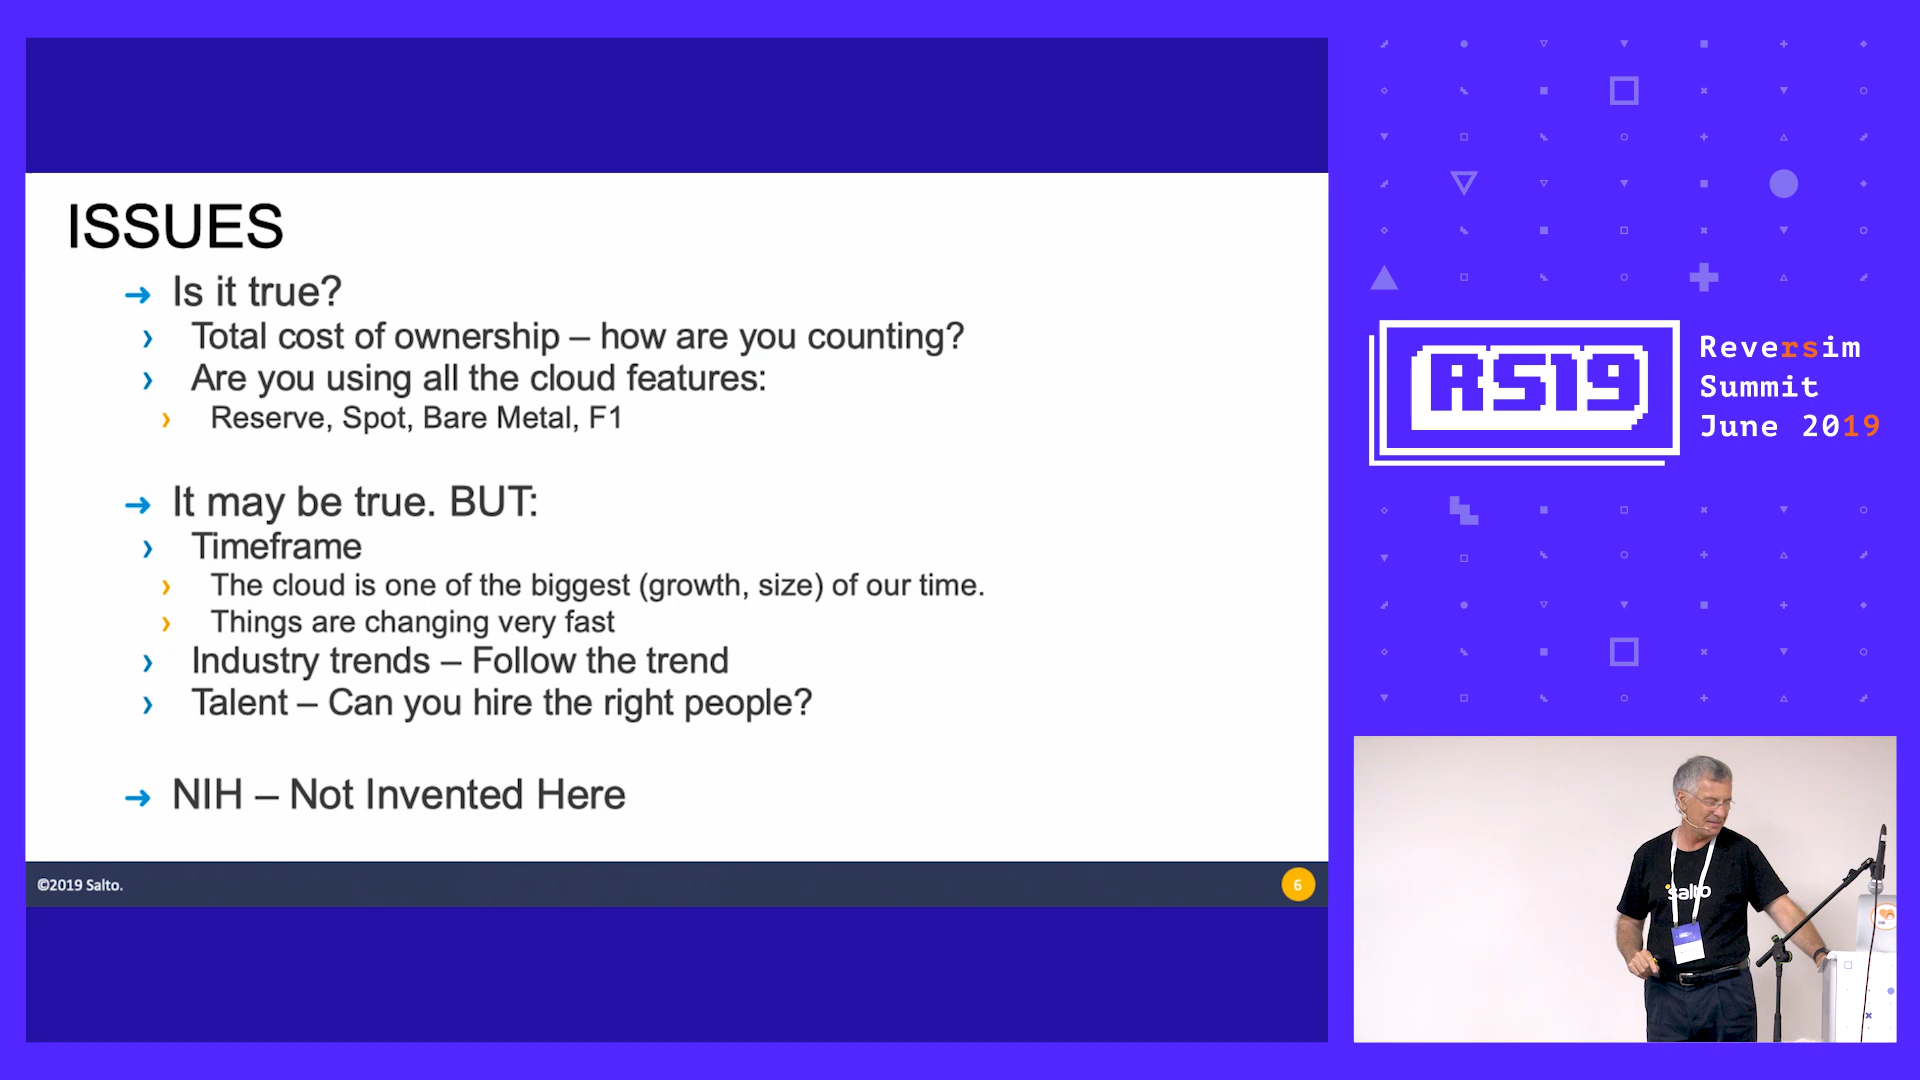 ISSUES
Is it true?
Total cost of ownership – how are you counting?
Are you using all the cloud features:
Reserve, Spot, Bare Metal, F1
It may be true. BUT:
Timeframe
The cloud is one of the biggest (growth, size) of our time.
Things are changing very fast
Industry trends – Follow the trend
Talent – Can you hire the right people?
NIH – Not Invented Here
©2019 Salto.
6
RS19
Reversim
Summit
June 2019
salto